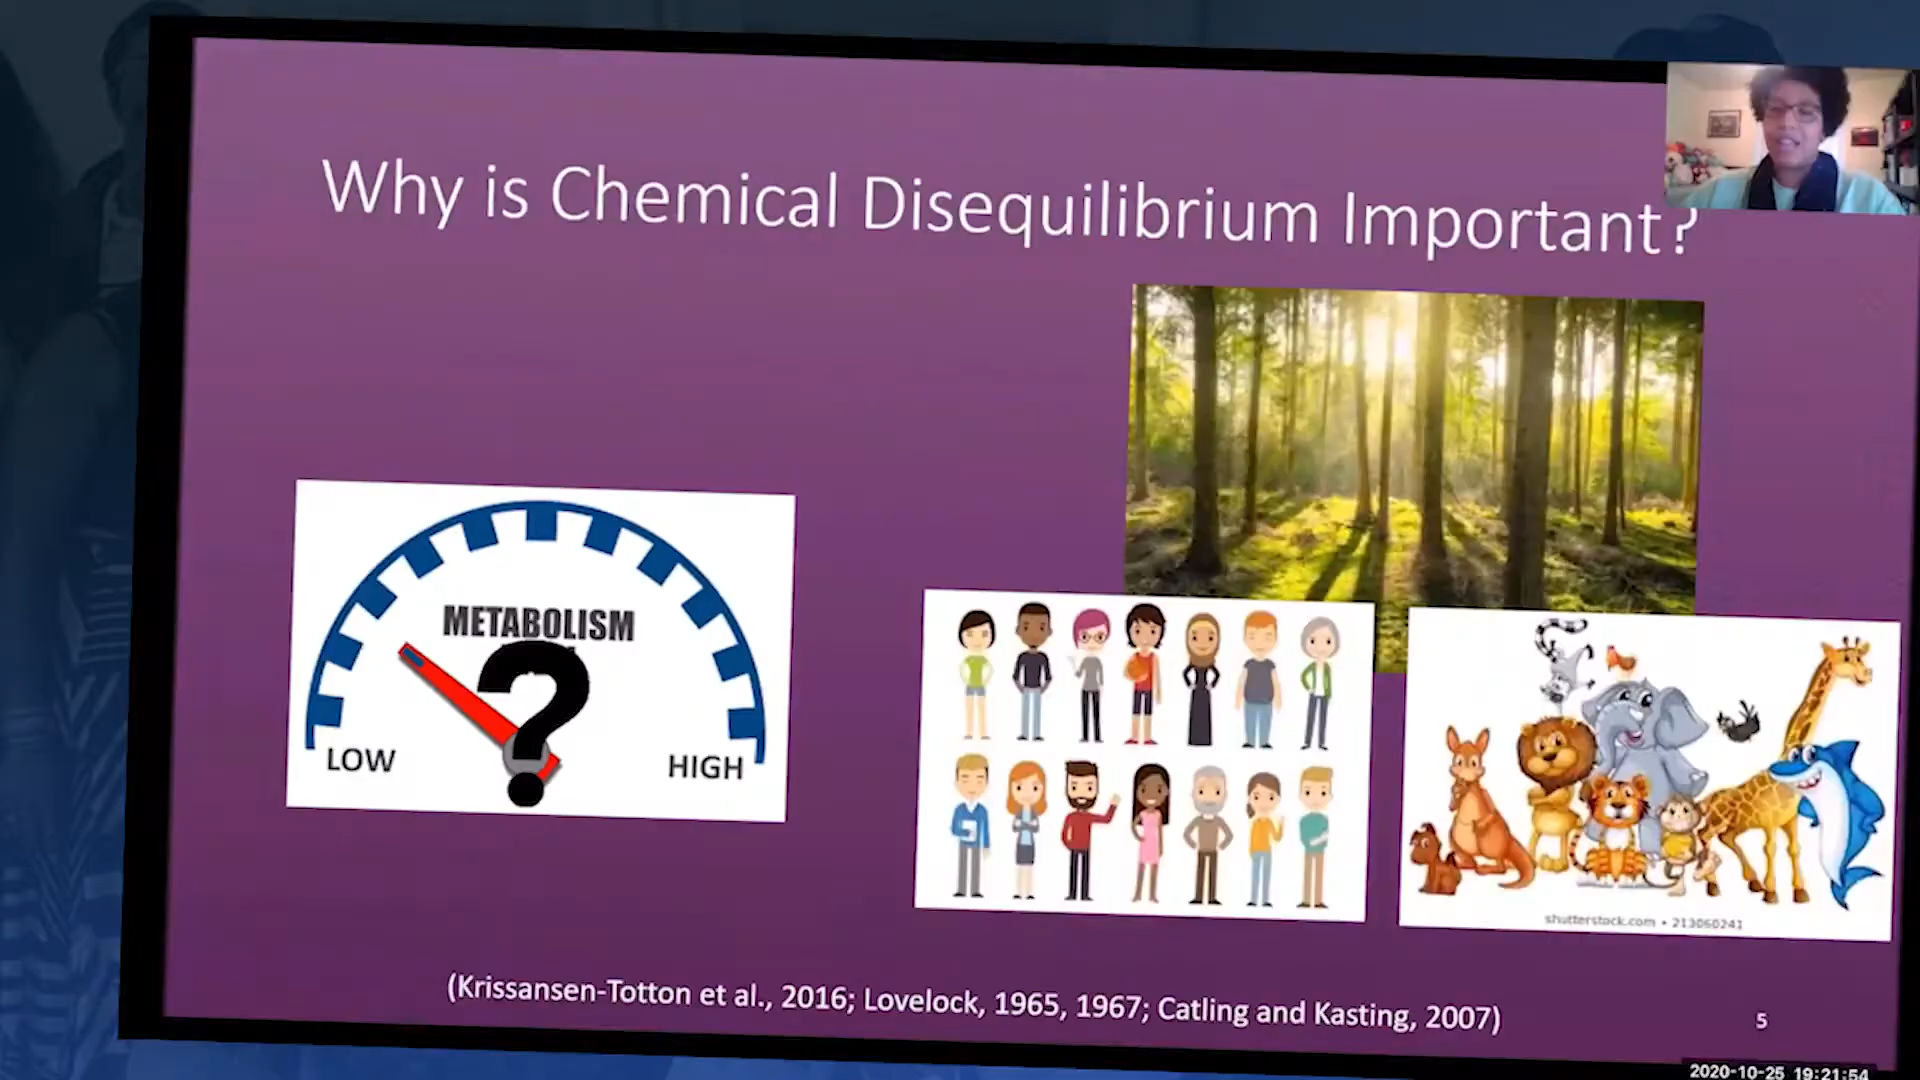 Why is Chemical Disequilibrium Important?
METABOLISM
?
LOW
HIGH
shutterstock.com • 213060241
(Krissansen-Totton et al., 2016; Lovelock, 1965, 1967; Catling and Kasting, 2007)
5
2020-10-25 19:21:54